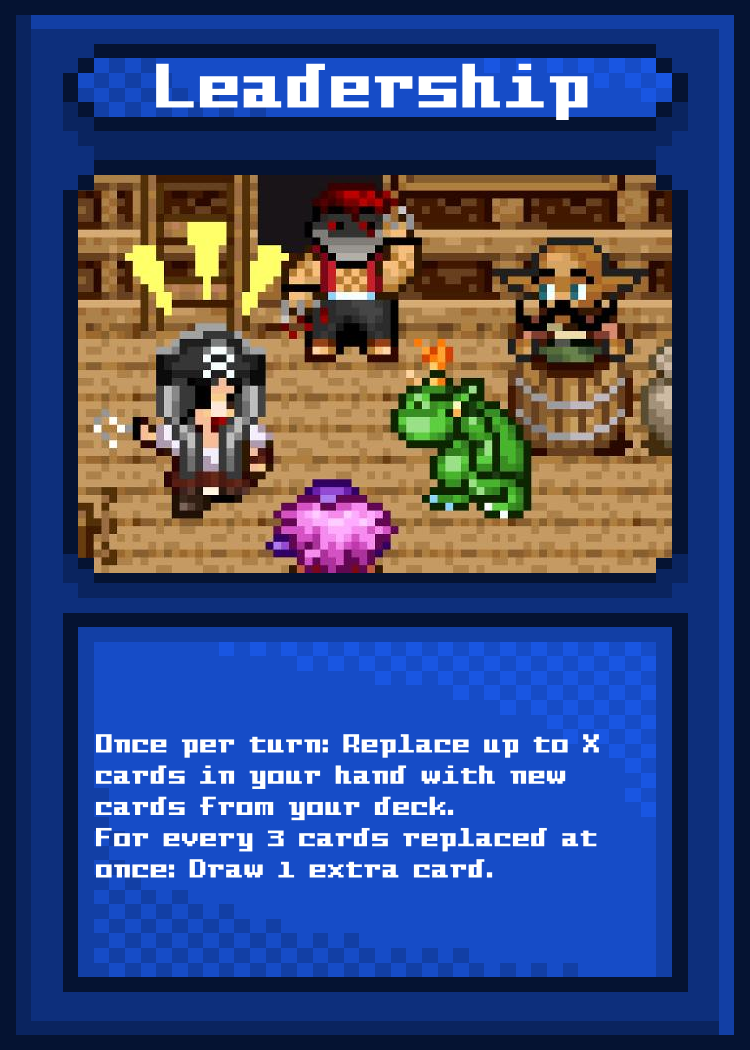 Leadership
Once per turn: Replace up to X
cards in your hand with new
cards from your deck.
For every 3 cards replaced at
once: Draw 1 extra card.